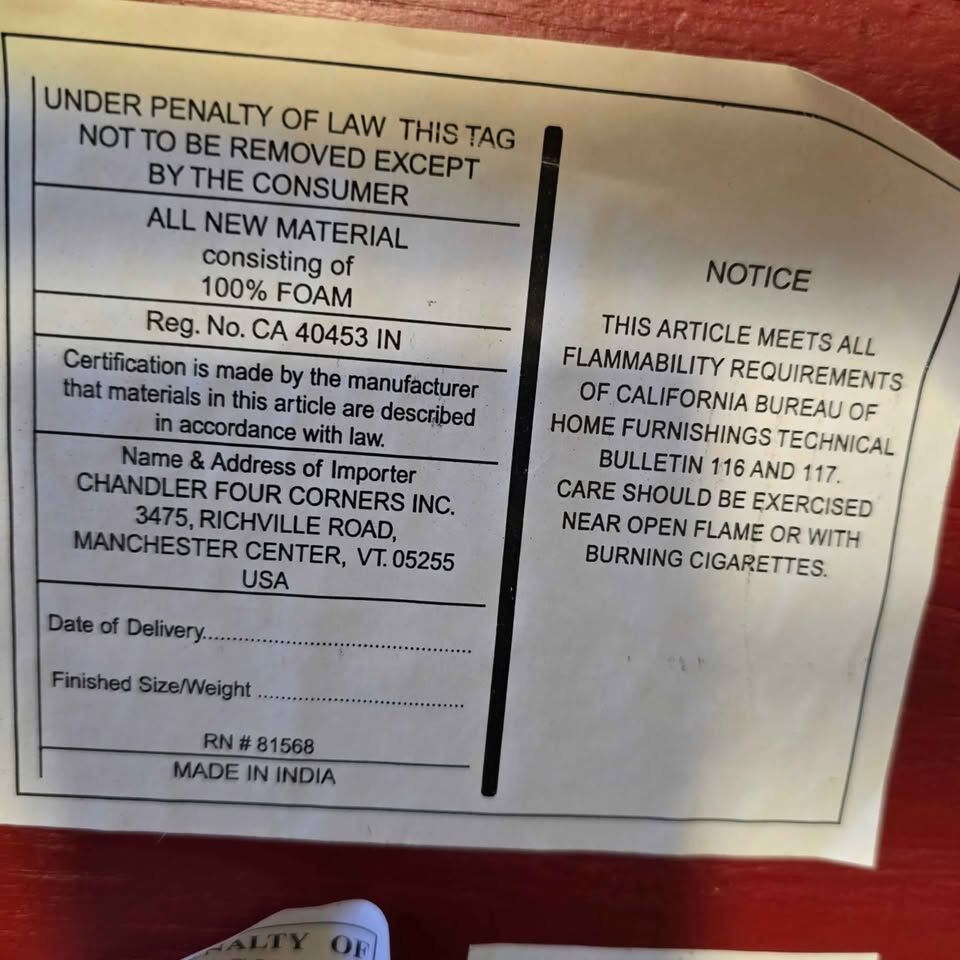 UNDER PENALTY OF LAW THIS TAG
NOT TO BE REMOVED EXCEPT
BY THE CONSUMER
ALL NEW MATERIAL
consisting of
100% FOAM
Reg. No. CA 40453 IN
Certification is made by the manufacturer
that materials in this article are described
in accordance with law.
Name & Address of Importer
CHANDLER FOUR CORNERS INC.
3475, RICHVILLE ROAD,
MANCHESTER CENTER, VT. 05255
USA
Date of Delivery..........................................
Finished Size/Weight ................................
RN # 81568
MADE IN INDIA
NOTICE
THIS ARTICLE MEETS ALL
FLAMMABILITY REQUIREMENTS
OF CALIFORNIA BUREAU OF
HOME FURNISHINGS TECHNICAL
BULLETIN 116 AND 117.
CARE SHOULD BE EXERCISED
NEAR OPEN FLAME OR WITH
BURNING CIGARETTES.
ALTY OF